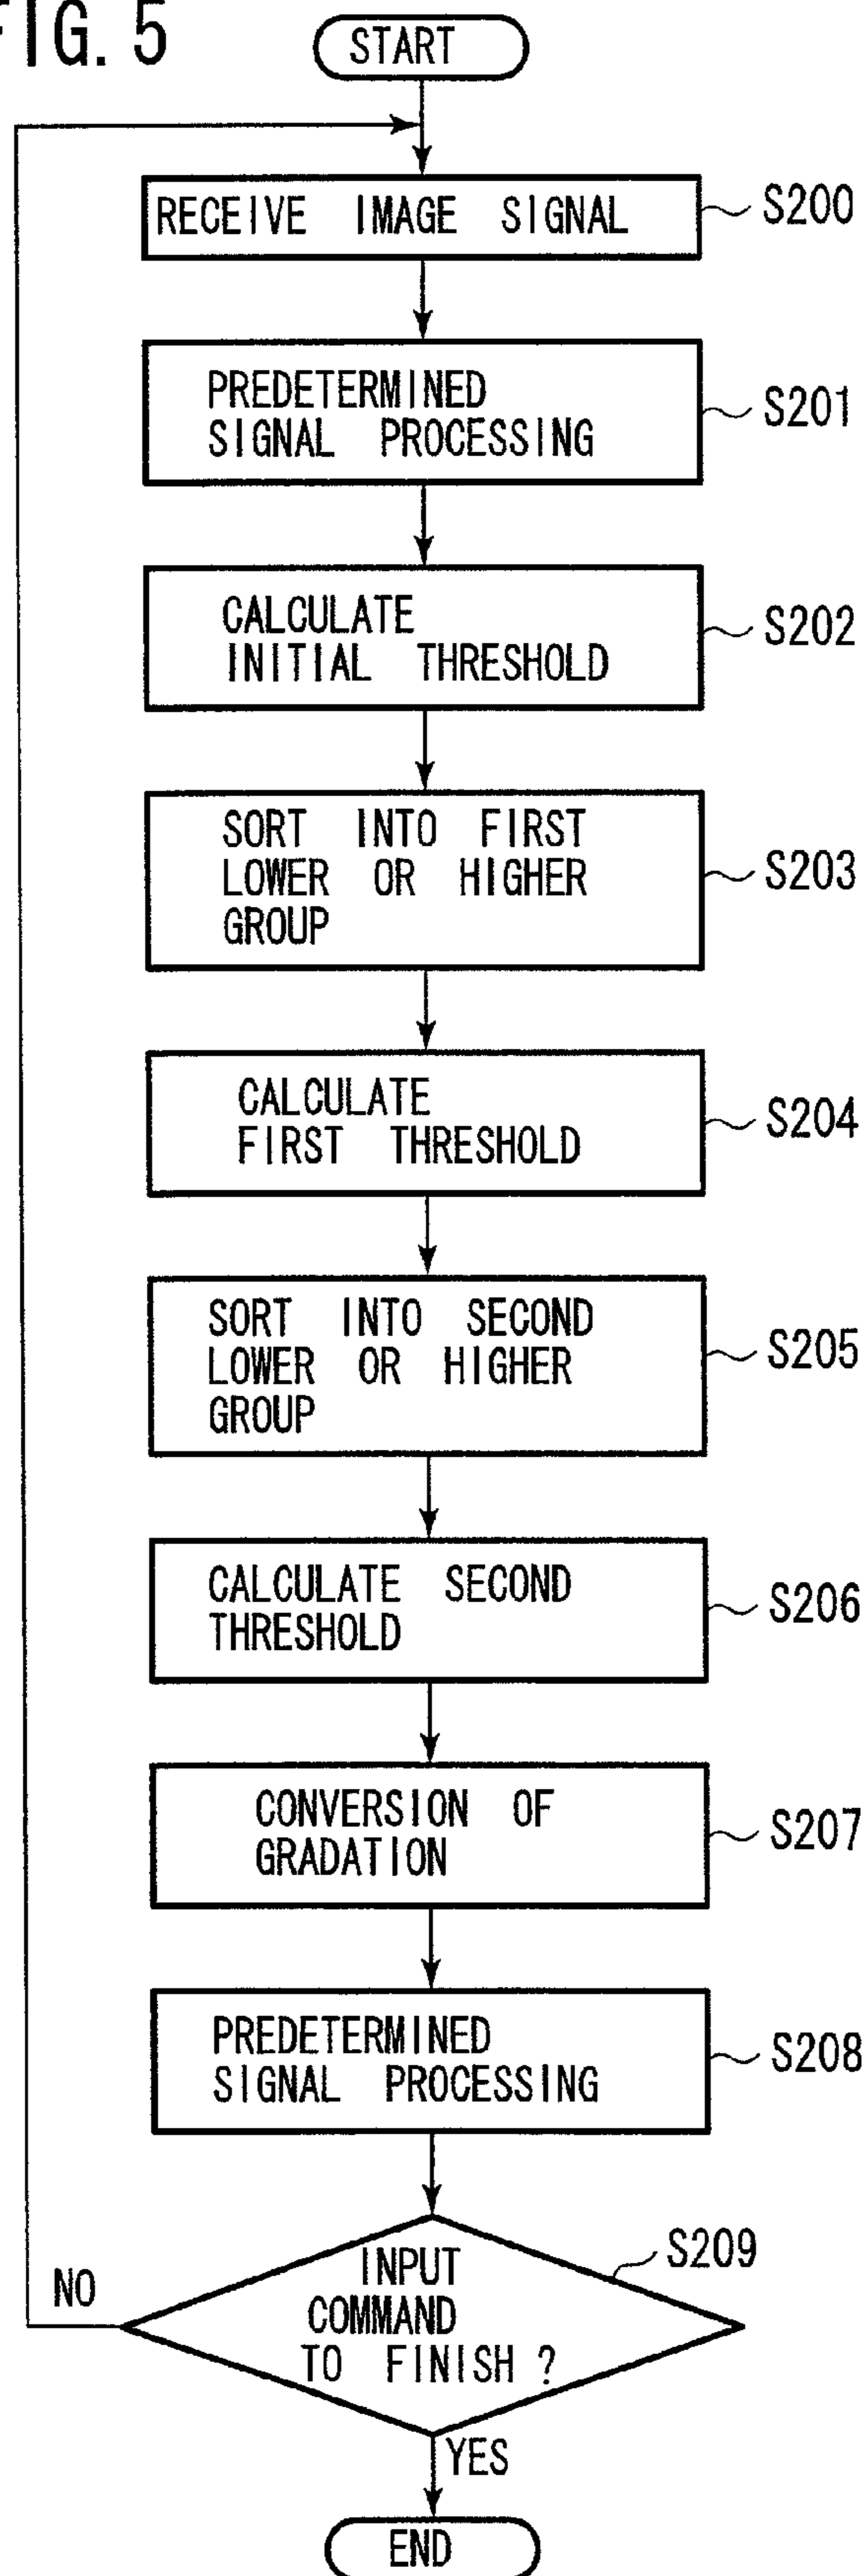 FIG. 5
START
RECEIVE IMAGE SIGNAL
S200
PREDETERMINED
SIGNAL PROCESSING
S201
CALCULATE
INITIAL THRESHOLD
S202
SORT INTO FIRST
LOWER OR HIGHER
GROUP
S203
CALCULATE
FIRST THRESHOLD
S204
SORT INTO SECOND
LOWER OR HIGHER
GROUP
S205
CALCULATE SECOND
THRESHOLD
S206
CONVERSION OF
GRADATION
S207
PREDETERMINED
SIGNAL PROCESSING
S208
S209
INPUT
COMMAND
TO FINISH ?
NO
YES
END